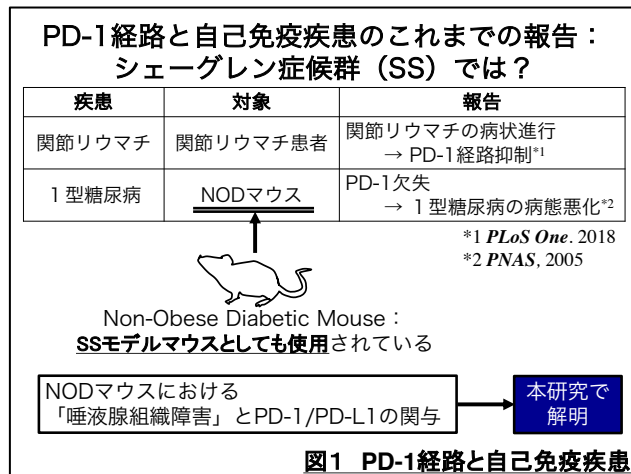 PD-1経路と自己免疫疾患のこれまでの報告：
シェーグレン症候群（SS）では？
疾患 対象 報告
関節リウマチ 関節リウマチ患者 関節リウマチの病状進行
→ PD-1経路抑制*1
１型糖尿病 NODマウス PD-1欠失
→ １型糖尿病の病態悪化*2
*1 PLoS One. 2018
*2 PNAS, 2005
Non-Obese Diabetic Mouse：
SSモデルマウスとしても使用されている
NODマウスにおける
「唾液腺組織障害」とPD-1/PD-L1の関与
本研究で
解明
図1 PD-1経路と自己免疫疾患